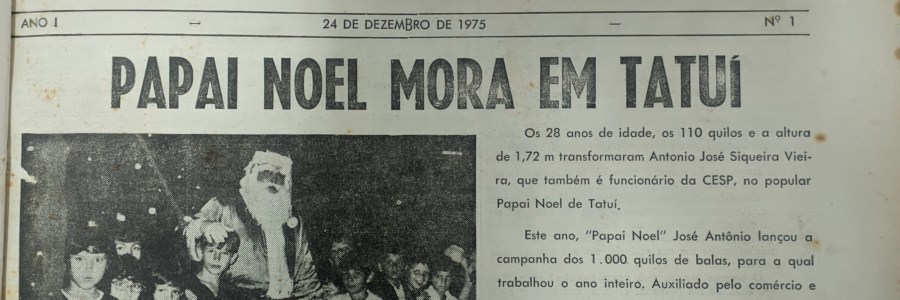 ANO I — 24 DE DEZEMBRO DE 1975 — Nº 1
PAPAI NOEL MORA EM TATUÍ
Os 28 anos de idade, os 110 quilos e a altura
de 1,72 m transformaram Antonio José Siqueira Viei-
ra, que também é funcionário da CESP, no popular
Papai Noel de Tatuí.
Este ano, "Papai Noel" José Antônio lançou a
campanha dos 1.000 quilos de balas, para a qual
trabalhou o ano inteiro. Auxiliado pelo comércio e